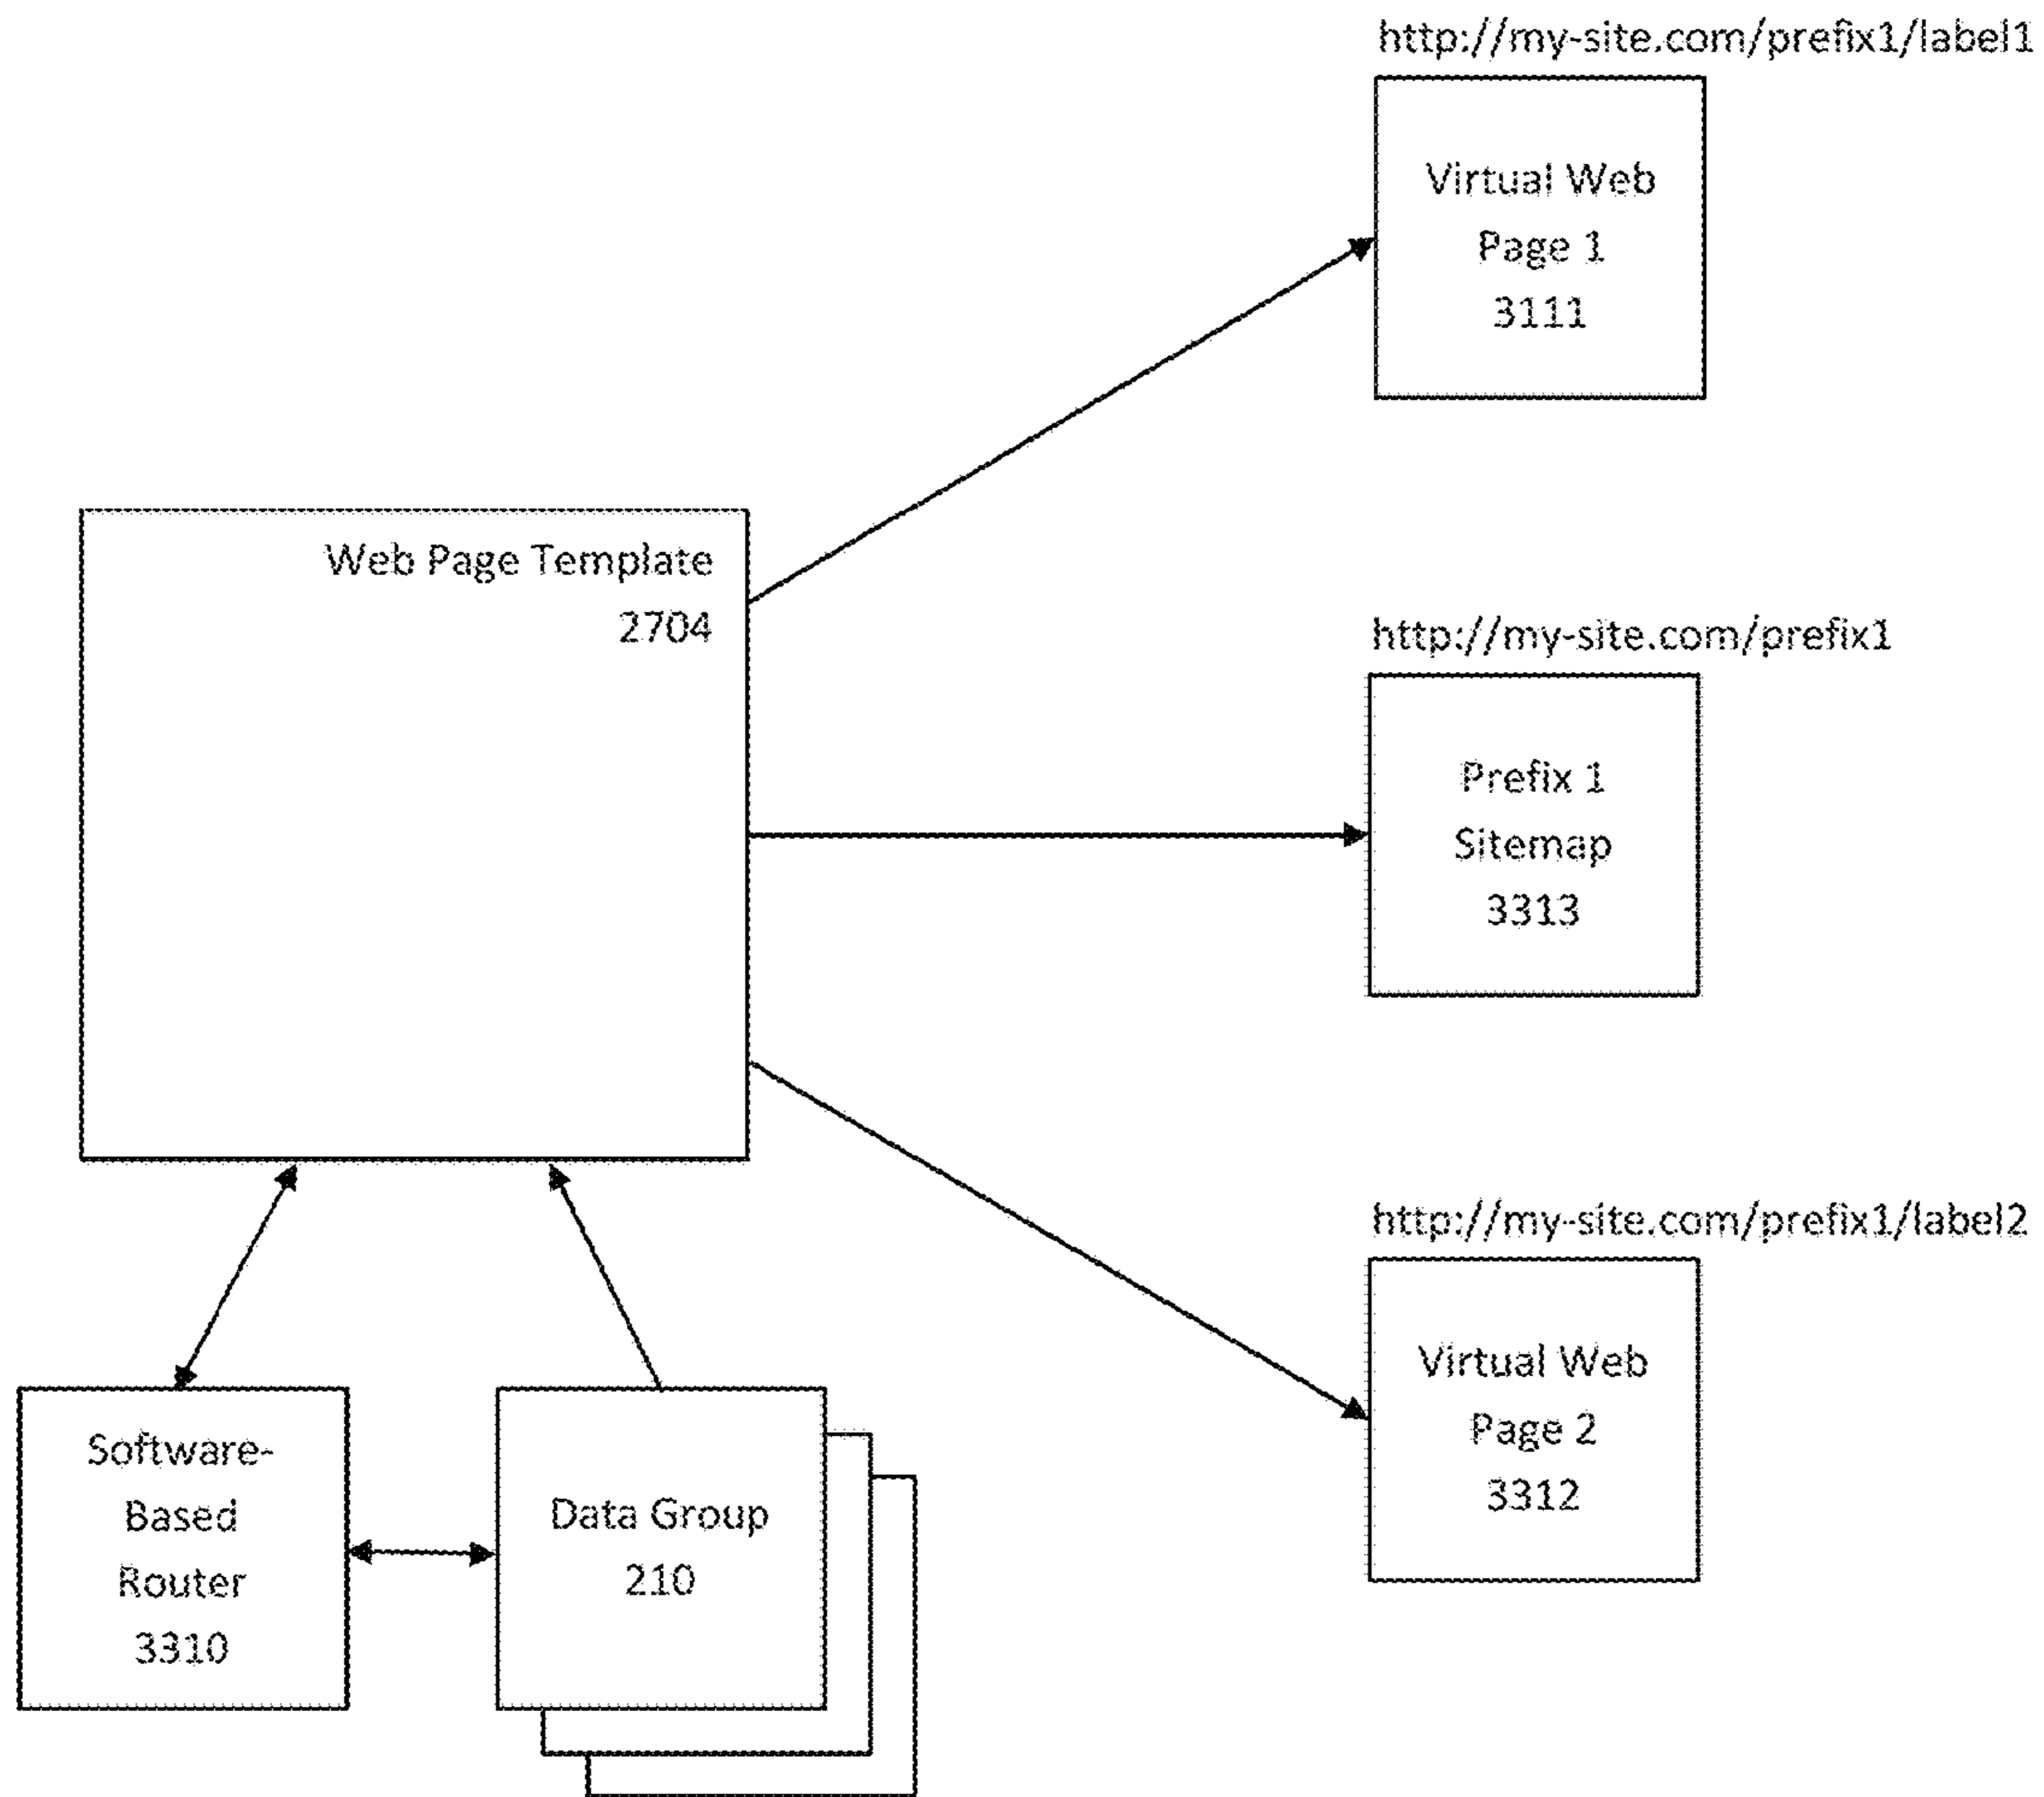 http://my-site.com/prefix1/label1
Virtual Web
Page 1
3111
Web Page Template
2704
http://my-site.com/prefix1
Prefix 1
Sitemap
3313
http://my-site.com/prefix1/label2
Virtual Web
Page 2
3312
Software-
Based
Router
3310
Data Group
210